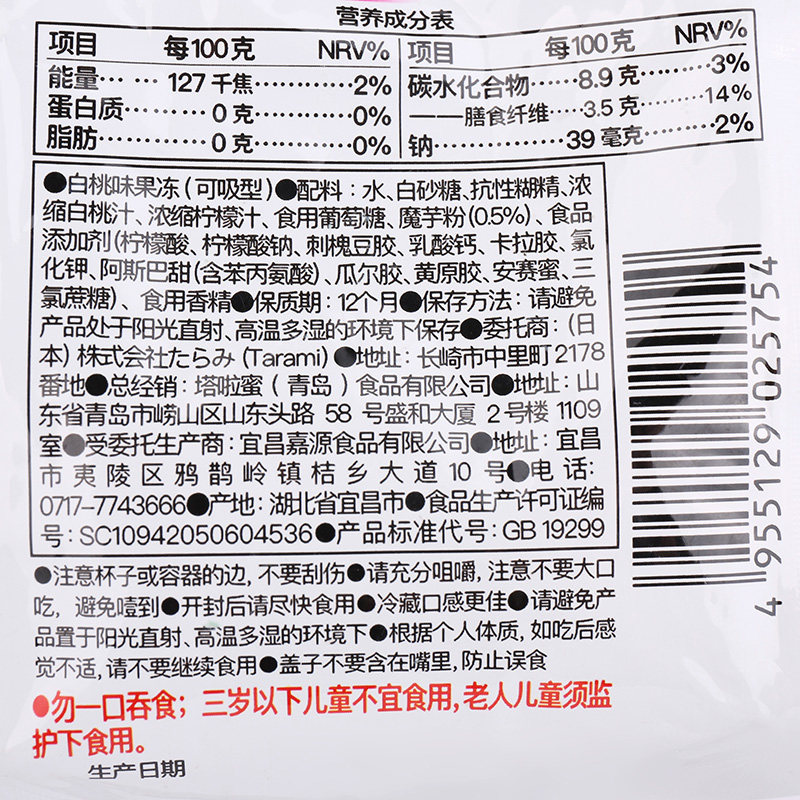 营养成分表
项目 每100克 NRV% 项目 每100克 NRV%
能量⋯ ⋯ 127 千焦⋯⋯⋯⋯2% 碳水化合物⋯⋯8.9 克⋯⋯⋯3%
蛋白质⋯⋯⋯⋯0 克⋯⋯⋯⋯0% ——膳食纤维⋯⋯3.5 克⋯⋯⋯14%
脂肪⋯⋯⋯⋯0 克⋯⋯⋯⋯0% 钠⋯⋯⋯⋯39 毫克⋯⋯⋯2%
●白桃味果冻(可吸型)●配料:水、白砂糖、抗性糊精、浓
缩白桃汁、浓缩柠檬汁、食用葡萄糖、魔芋粉(0.5%)、食品
添加剂(柠檬酸、柠檬酸钠、刺槐豆胶、乳酸钙、卡拉胶、氯
化钾、阿斯巴甜(含苯丙氨酸)、瓜尔胶、黄原胶、安赛蜜、三
氯蔗糖)、食用香精●保质期:12个月●保存方法:请避免
产品处于阳光直射、高温多湿的环境下保存●委托商:(日
本)株式会社たらみ(Tarami)●地址:长崎市中里町2178
番地●总经销:塔啦蜜(青岛)食品有限公司●地址:山
东省青岛市崂山区山东头路 58 号盛和大厦 2号楼 1109
室●受委托生产商:宜昌嘉源食品有限公司●地址:宜昌
市夷陵区鸦鹊岭镇桔乡大道 10 号●电话:
0717-7743666●产地:湖北省宜昌市●食品生产许可证编
号:SC10942050604536●产品标准代号:GB 19299
●注意杯子或容器的边,不要刮伤●请充分咀嚼,注意不要大口
吃,避免噎到●开封后请尽快食用●冷藏口感更佳●请避免产
品置于阳光直射、高温多湿的环境下●根据个人体质,如吃后感
觉不适,请不要继续食用●盖子不要含在嘴里,防止误食
●勿一口吞食;三岁以下儿童不宜食用,老人儿童须监
护下食用。
生产日期
4 955129 025754